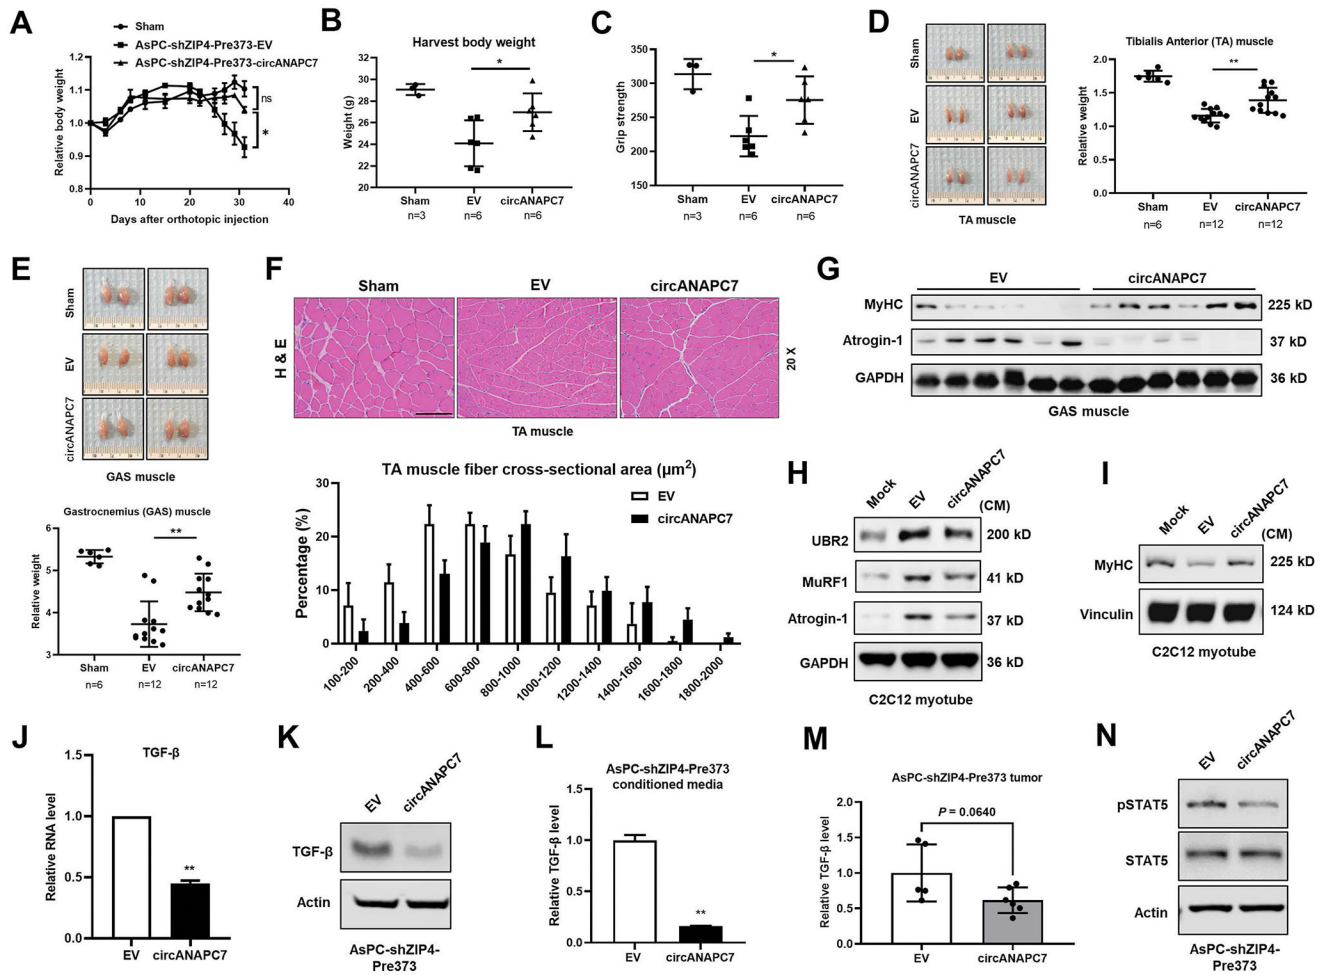 A
Sham
AsPC-shZIP4-Pre373-EV
AsPC-shZIP4-Pre373-circANAPC7
1.2
1.1
1.0
0.9
0.8
Relative body weight
ns
*
0 10 20 30 40
Days after orthotopic injection
B
Harvest body weight
*
32
30
28
26
24
22
20
Weight (g)
Sham EV circANAPC7
n=3 n=6 n=6
C
*
350
300
250
200
150
Grip strength
Sham EV circANAPC7
n=3 n=6 n=6
D
Sham
EV
circANAPC7
TA muscle
Tibialis Anterior (TA) muscle
**
2.0
1.5
1.0
0.5
0.0
Relative weight
Sham EV circANAPC7
n=6 n=12 n=12
E
Sham
EV
circANAPC7
GAS muscle
Gastrocnemius (GAS) muscle
**
6
5
4
3
Relative weight
Sham EV circANAPC7
n=6 n=12 n=12
F
Sham EV circANAPC7
H & E
20 X
TA muscle
TA muscle fiber cross-sectional area (µm2)
EV
circANAPC7
30
20
10
0
Percentage (%)
100-200 200-400 400-600 600-800 800-1000 1000-1200 1200-1400 1400-1600 1600-1800 1800-2000
G
EV circANAPC7
MyHC 225 kD
Atrogin-1 37 kD
GAPDH 36 kD
GAS muscle
H
Mock EV circANAPC7
(CM)
UBR2 200 kD
MuRF1 41 kD
Atrogin-1 37 kD
GAPDH 36 kD
C2C12 myotube
I
Mock EV circANAPC7
(CM)
MyHC 225 kD
Vinculin 124 kD
C2C12 myotube
J
TGF-β
1.5
1.0
0.5
0.0
Relative RNA level
**
EV circANAPC7
K
EV circANAPC7
TGF-β
Actin
AsPC-shZIP4-
Pre373
L
AsPC-shZIP4-Pre373
conditioned media
1.5
1.0
0.5
0.0
Relative TGF-β level
**
EV circANAPC7
M
AsPC-shZIP4-Pre373 tumor
P = 0.0640
2.0
1.5
1.0
0.5
0.0
Relative TGF-β level
EV circANAPC7
N
EV circANAPC7
pSTAT5
STAT5
Actin
AsPC-shZIP4-
Pre373